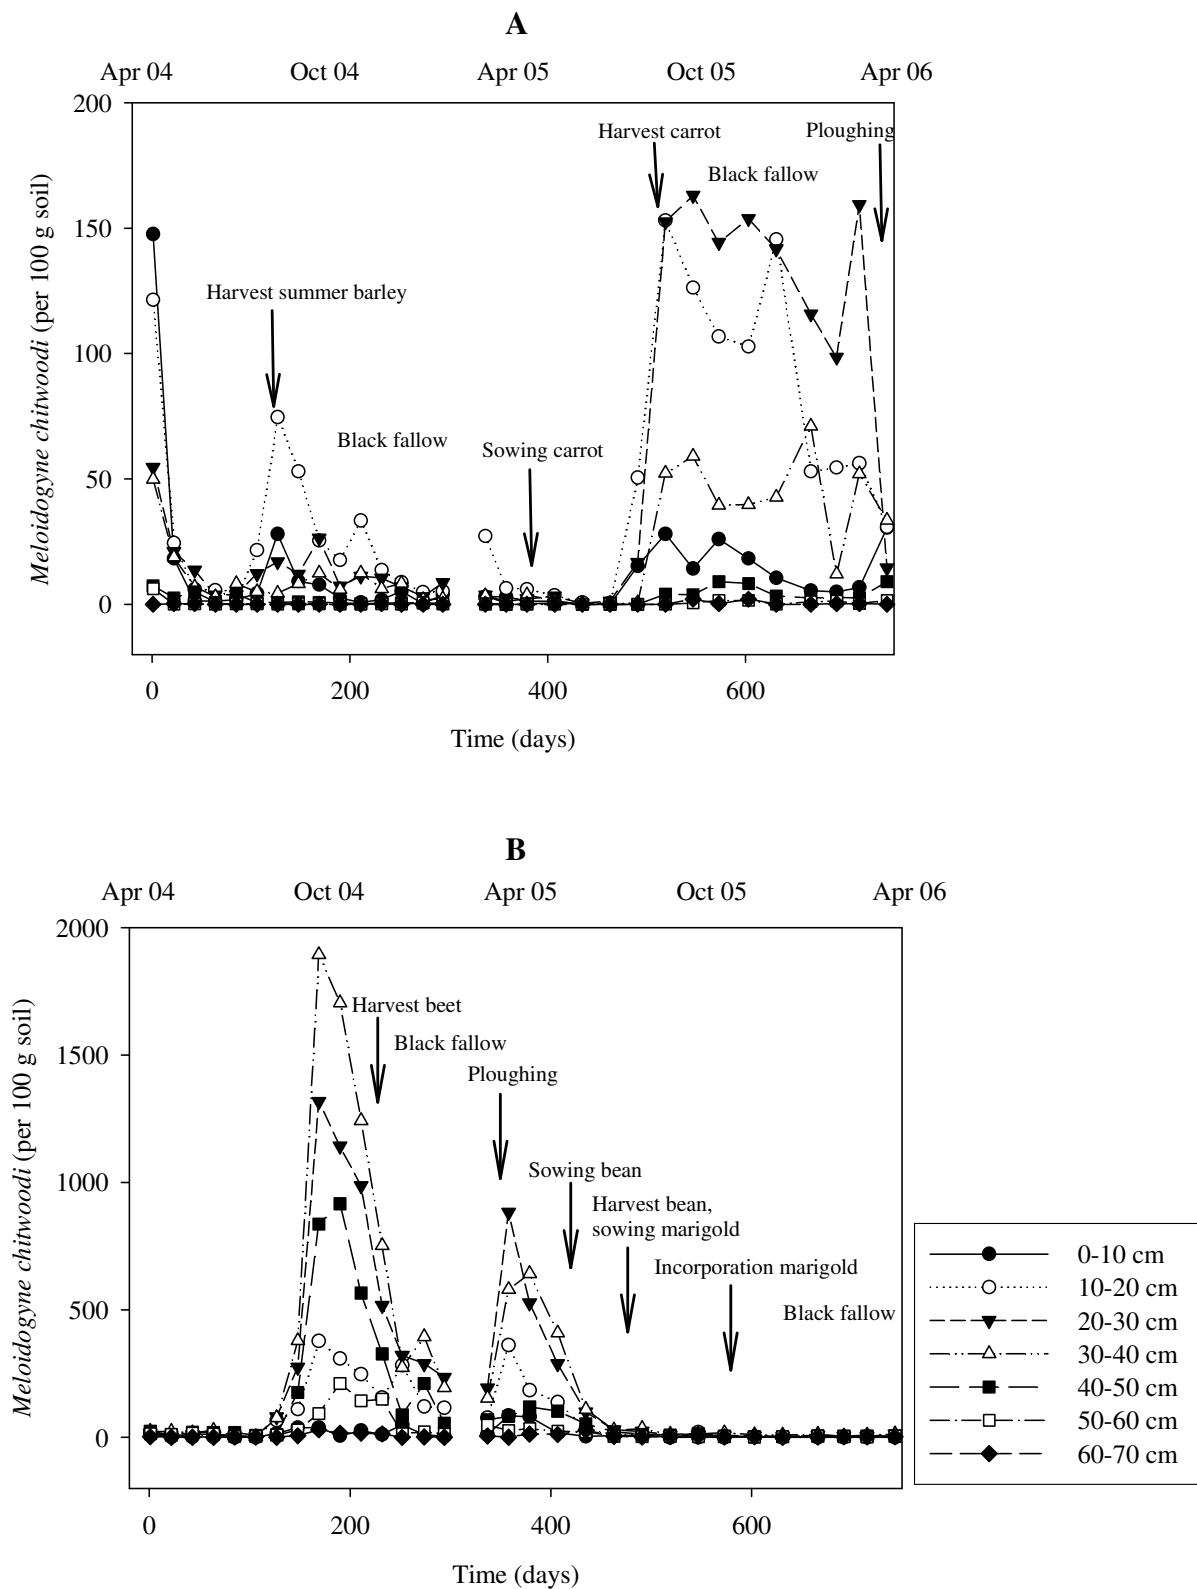 A
Apr 04 Oct 04 Apr 05 Oct 05 Apr 06
200
Harvest carrot Ploughing
Black fallow
150
Harvest summer barley
100
Black fallow
Sowing carrot
50
0
Meloidogyne chitwoodi (per 100 g soil)
0 200 400 600
Time (days)
B
Apr 04 Oct 04 Apr 05 Oct 05 Apr 06
2000
Harvest beet
Black fallow
1500
Ploughing
Sowing bean
1000
Harvest bean,
sowing marigold
Incorporation marigold
500
Black fallow
0
Meloidogyne chitwoodi (per 100 g soil)
0 200 400 600
Time (days)
0-10 cm
10-20 cm
20-30 cm
30-40 cm
40-50 cm
50-60 cm
60-70 cm